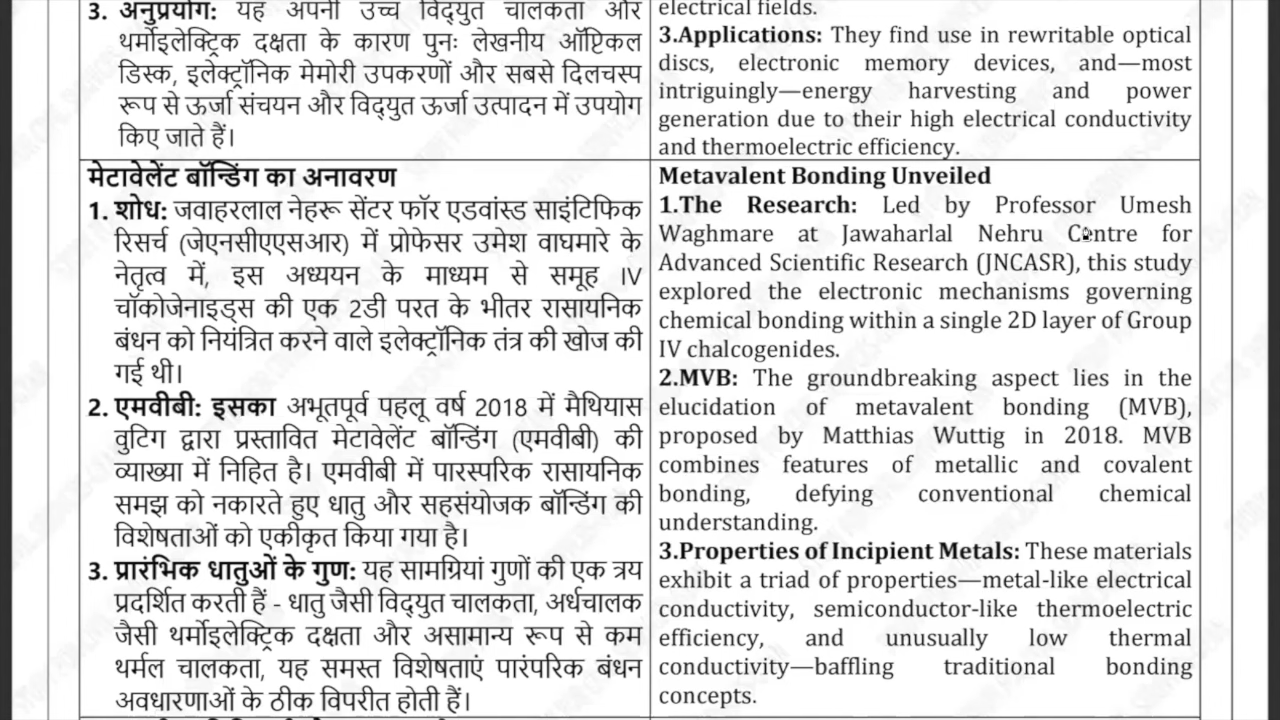 3. अनुप्रयोग: यह अपनी उच्च विद्युत चालकता और
थर्मोइलेक्ट्रिक दक्षता के कारण पुनः लेखनीय ऑप्टिकल
डिस्क, इलेक्ट्रॉनिक मेमोरी उपकरणों और सबसे दिलचस्प
रूप से ऊर्जा संचयन और विद्युत ऊर्जा उत्पादन में उपयोग
किए जाते हैं।
मेटावेलेंट बॉन्डिंग का अनावरण
1. शोध: जवाहरलाल नेहरू सेंटर फॉर एडवांस्ड साइंटिफिक
रिसर्च (जेएनसीएएसआर) में प्रोफेसर उमेश वाघमारे के
नेतृत्व में, इस अध्ययन के माध्यम से समूह IV
चॉकोजेनाइड्स की एक 2डी परत के भीतर रासायनिक
बंधन को नियंत्रित करने वाले इलेक्ट्रॉनिक तंत्र की खोज की
गई थी।
2. एमवीबी: इसका अभूतपूर्व पहलू वर्ष 2018 में मैथियास
वुटिग द्वारा प्रस्तावित मेटावेलेंट बॉन्डिंग (एमवीबी) की
व्याख्या में निहित है। एमवीबी में पारस्परिक रासायनिक
समझ को नकारते हुए धातु और सहसंयोजक बॉन्डिंग की
विशेषताओं को एकीकृत किया गया है।
3. प्रारंभिक धातुओं के गुण: यह सामग्रियां गुणों की एक त्रय
प्रदर्शित करती हैं - धातु जैसी विद्युत चालकता, अर्धचालक
जैसी थर्मोइलेक्ट्रिक दक्षता और असामान्य रूप से कम
थर्मल चालकता, यह समस्त विशेषताएं पारंपरिक बंधन
अवधारणाओं के ठीक विपरीत होती हैं।
electrical fields.
3.Applications: They find use in rewritable optical
discs, electronic memory devices, and—most
intriguingly—energy harvesting and power
generation due to their high electrical conductivity
and thermoelectric efficiency.
Metavalent Bonding Unveiled
1.The Research: Led by Professor Umesh
Waghmare at Jawaharlal Nehru Centre for
Advanced Scientific Research (JNCASR), this study
explored the electronic mechanisms governing
chemical bonding within a single 2D layer of Group
IV chalcogenides.
2.MVB: The groundbreaking aspect lies in the
elucidation of metavalent bonding (MVB),
proposed by Matthias Wuttig in 2018. MVB
combines features of metallic and covalent
bonding, defying conventional chemical
understanding.
3.Properties of Incipient Metals: These materials
exhibit a triad of properties—metal-like electrical
conductivity, semiconductor-like thermoelectric
efficiency, and unusually low thermal
conductivity—baffling traditional bonding
concepts.